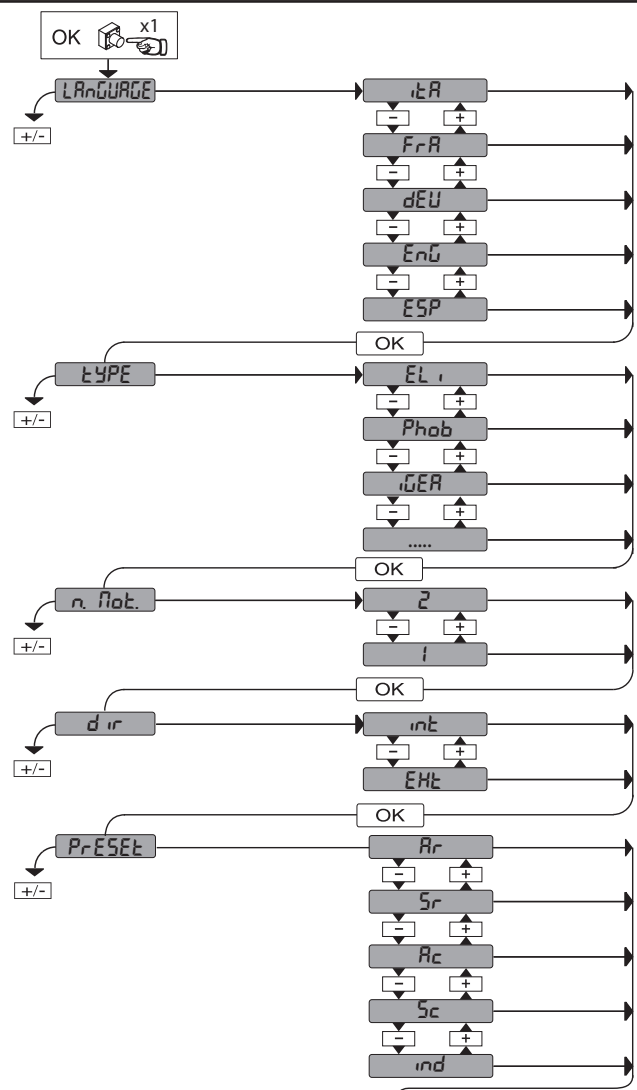 OK x1
LAnGUAGE
+/-
itA
- +
FrA
- +
dEU
- +
EnG
- +
ESP
OK
tYPE
+/-
ELi
- +
Phob
- +
iGEA
- +
.....
OK
n. Mot.
+/-
2
- +
1
OK
dir
+/-
int
- +
EHt
OK
PrESEt
+/-
Ar
- +
Sr
- +
Ac
- +
Sc
- +
ind